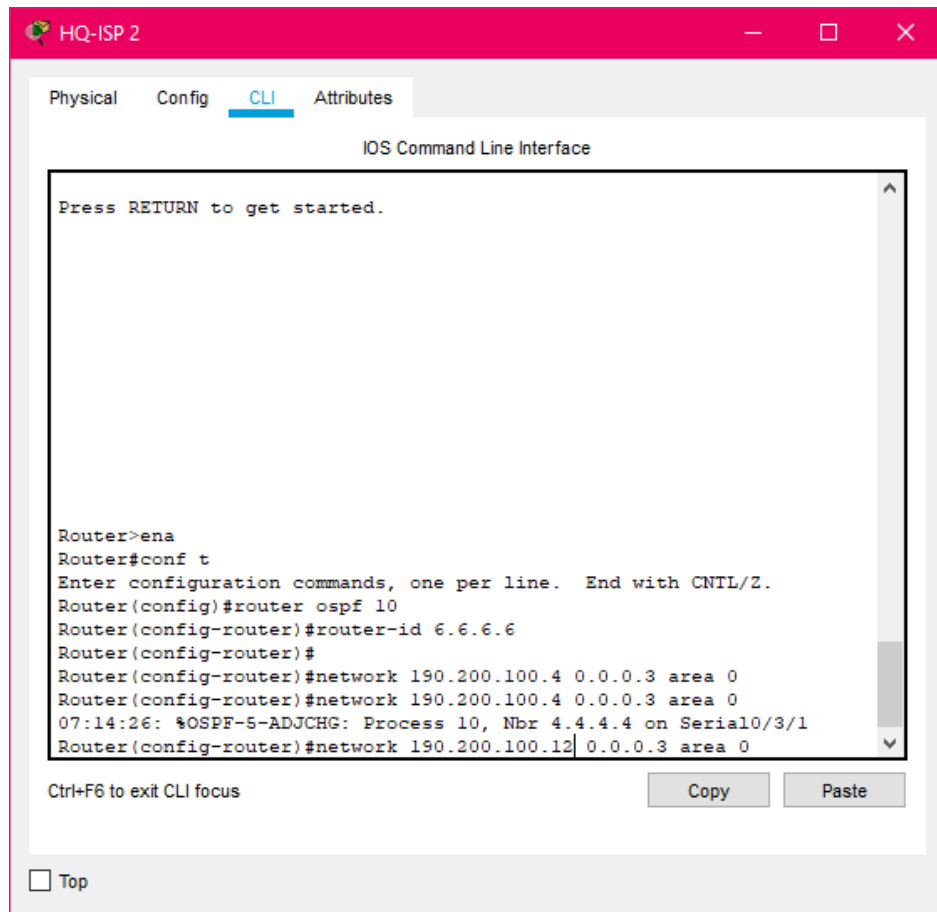 HQ-ISP 2
Physical Config CLI Attributes
IOS Command Line Interface
Press RETURN to get started.
Router>ena
Router#conf t
Enter configuration commands, one per line.  End with CNTL/Z.
Router(config)#router ospf 10
Router(config-router)#router-id 6.6.6.6
Router(config-router)#
Router(config-router)#network 190.200.100.4 0.0.0.3 area 0
Router(config-router)#network 190.200.100.4 0.0.0.3 area 0
07:14:26: %OSPF-5-ADJCHG: Process 10, Nbr 4.4.4.4 on Serial0/3/1
Router(config-router)#network 190.200.100.12 0.0.0.3 area 0
Ctrl+F6 to exit CLI focus
Copy Paste
Top